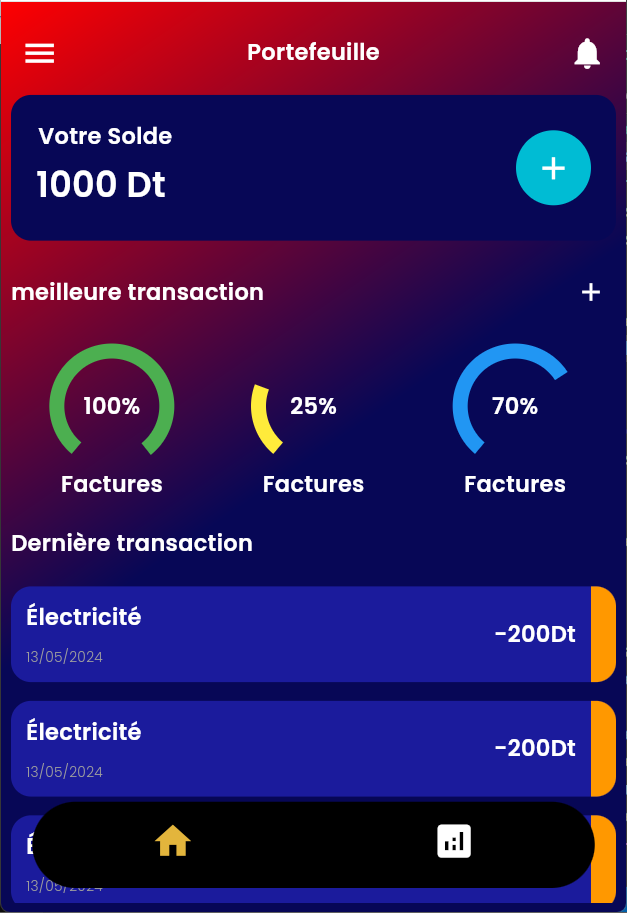 Portefeuille
Votre Solde
1000 Dt
+
meilleure transaction +
100% 25% 70%
Factures Factures Factures
Dernière transaction
Électricité
-200Dt
13/05/2024
Électricité
-200Dt
13/05/2024
13/05/2024